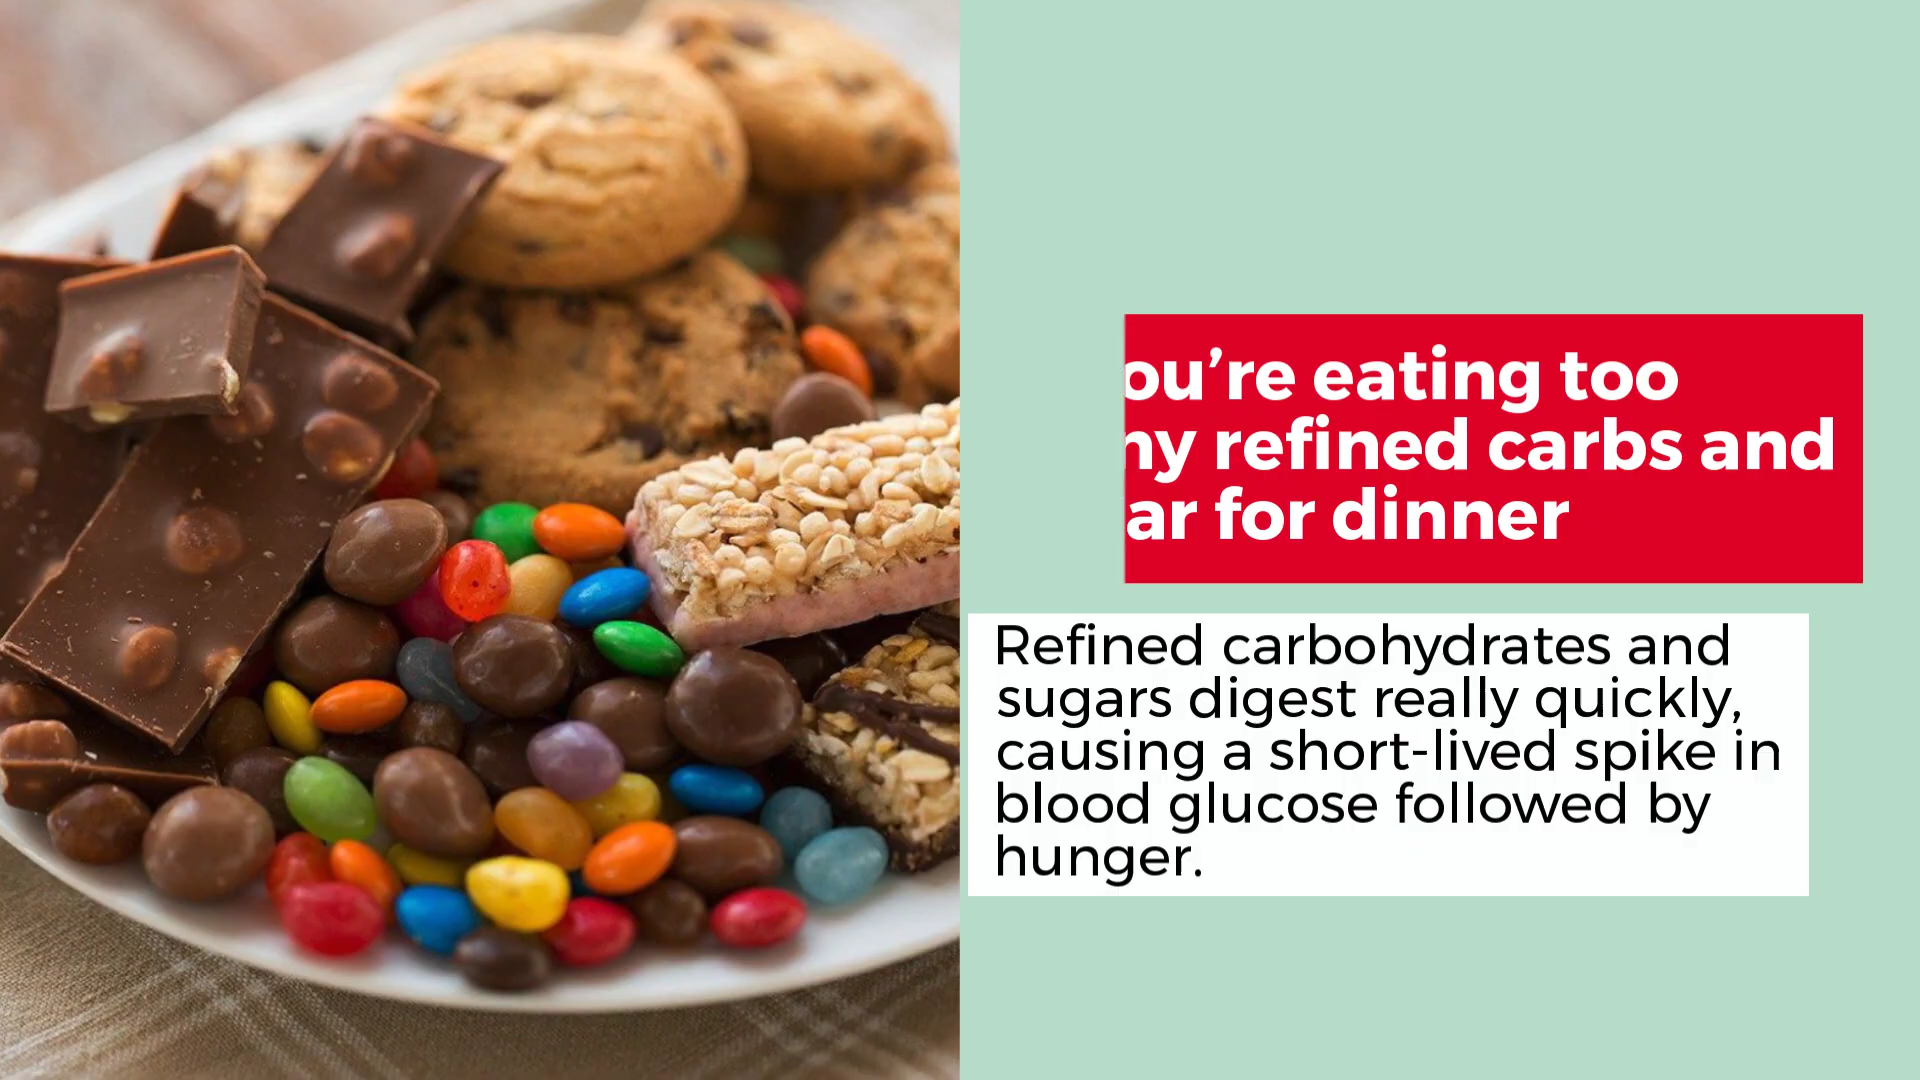 ou’re eating too
ny refined carbs and
ar for dinner
Refined carbohydrates and
sugars digest really quickly,
causing a short-lived spike in
blood glucose followed by
hunger.